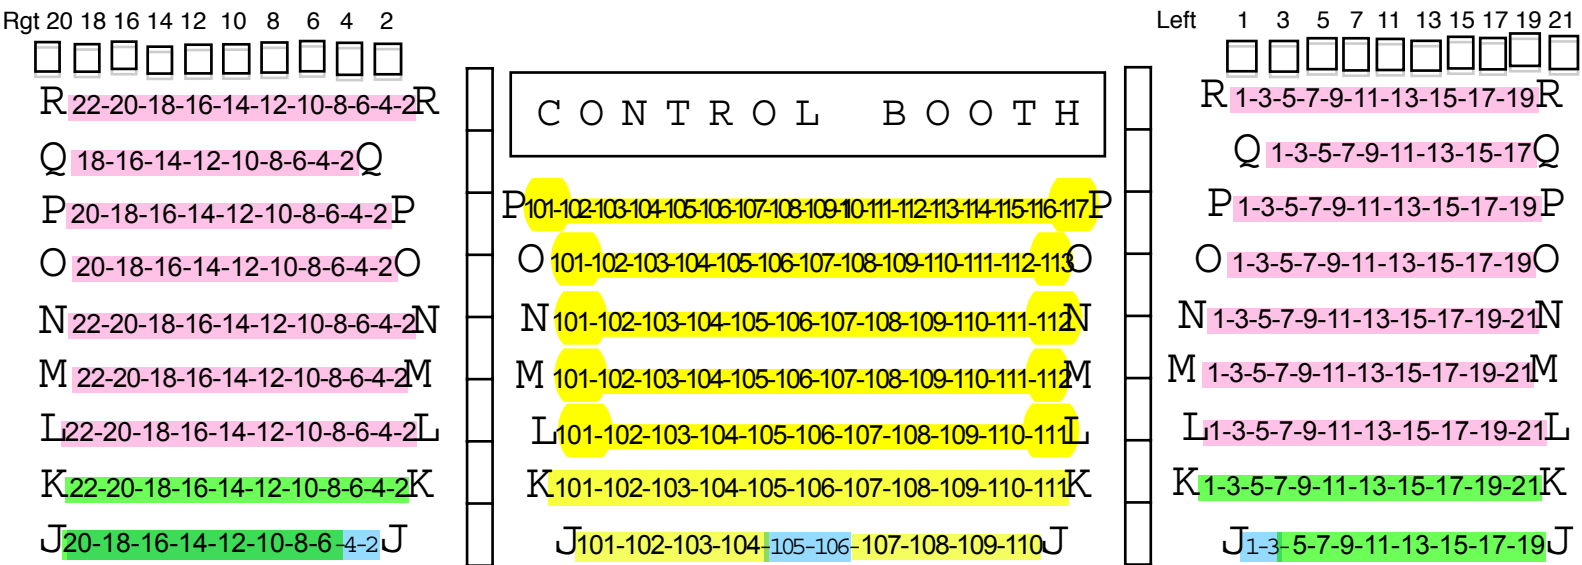 Rgt 20 18 16 14 12 10 8 6 4 2
Left 1 3 5 7 11 13 15 17 19 21
CONTROL BOOTH
R 22-20-18-16-14-12-10-8-6-4-2 R
R 1-3-5-7-9-11-13-15-17-19 R
Q 18-16-14-12-10-8-6-4-2 Q
Q 1-3-5-7-9-11-13-15-17 Q
P 20-18-16-14-12-10-8-6-4-2 P
P 101-102-103-104-105-106-107-108-109-10-111-112-113-114-115-116-117 P
P 1-3-5-7-9-11-13-15-17-19 P
O 20-18-16-14-12-10-8-6-4-2 O
O 101-102-103-104-105-106-107-108-109-110-111-112-113 O
O 1-3-5-7-9-11-13-15-17-19 O
N 22-20-18-16-14-12-10-8-6-4-2 N
N 101-102-103-104-105-106-107-108-109-110-111-112 N
N 1-3-5-7-9-11-13-15-17-19-21 N
M 22-20-18-16-14-12-10-8-6-4-2 M
M 101-102-103-104-105-106-107-108-109-110-111-112 M
M 1-3-5-7-9-11-13-15-17-19-21 M
L 22-20-18-16-14-12-10-8-6-4-2 L
L 101-102-103-104-105-106-107-108-109-110-111 L
L 1-3-5-7-9-11-13-15-17-19-21 L
K 22-20-18-16-14-12-10-8-6-4-2 K
K 101-102-103-104-105-106-107-108-109-110-111 K
K 1-3-5-7-9-11-13-15-17-19-21 K
J 20-18-16-14-12-10-8-6-4-2 J
J 101-102-103-104-105-106-107-108-109-110 J
J 1-3-5-7-9-11-13-15-17-19 J